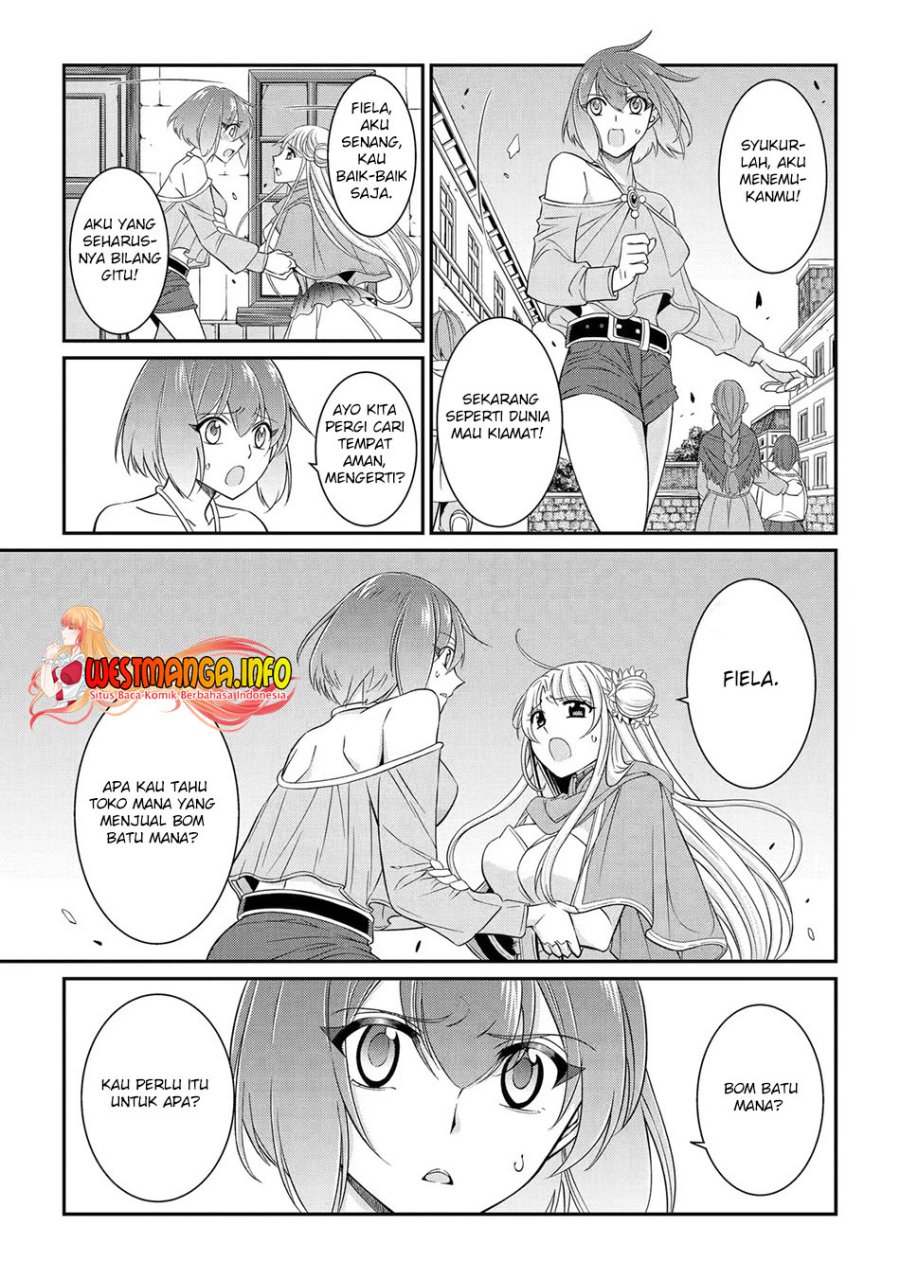 SYUKUR-
LAH, AKU
MENEMU-
KANMU!
SEKARANG
SEPERTI DUNIA
MAU KIAMAT!
FIELA,
AKU
SENANG,
KAU
BAIK-BAIK
SAJA.
AKU YANG
SEHARUS-
NYA BILANG
GITU!
AYO KITA
PERGI CARI
TEMPAT
AMAN,
MENGERTI?
FIELA.
WESTMANGA.INFO
Situs Baca Komik Berbahasa Indonesia
APA KAU TAHU
TOKO MANA YANG
MENJUAL BOM
BATU MANA?
BOM BATU
MANA?
KAU PERLU ITU
UNTUK APA?